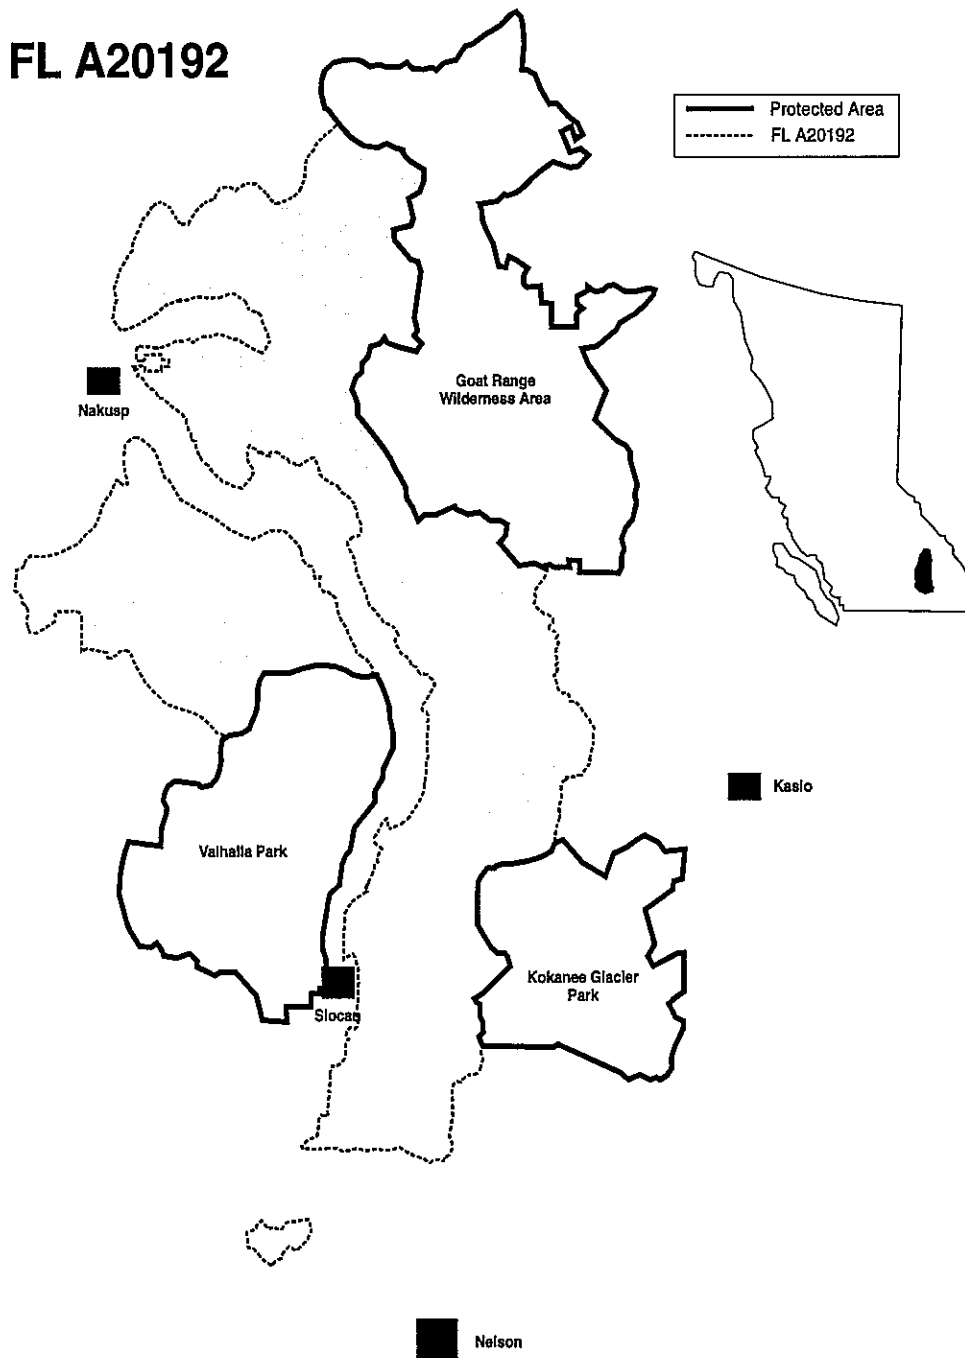 FL A20192
Protected Area
FL A20192
Goat Range
Wilderness Area
Nakusp
Kaslo
Valhalla Park
Kokanee Glacier
Park
Slocan
Nelson